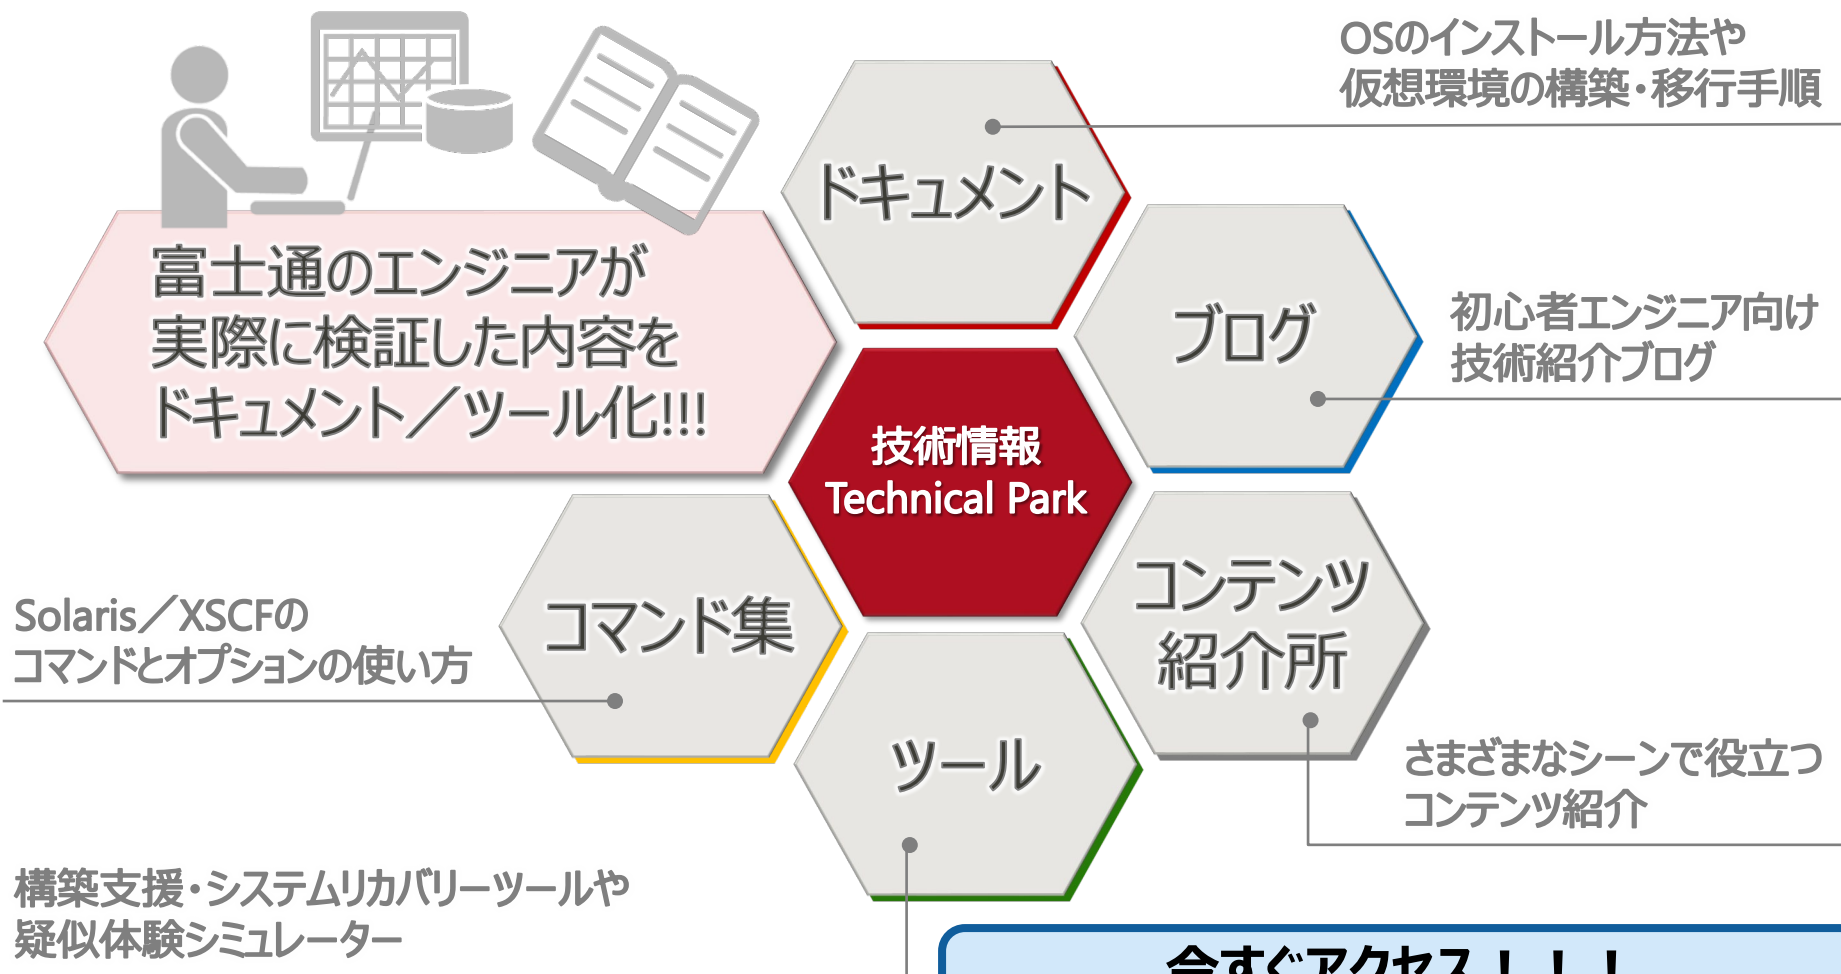 OSのインストール方法や
仮想環境の構築・移行手順
ドキュメント
富士通のエンジニアが
実際に検証した内容を
ドキュメント／ツール化!!!
ブログ
初心者エンジニア向け
技術紹介ブログ
技術情報
Technical Park
コンテンツ
紹介所
Solaris／XSCFの
コマンドとオプションの使い方
コマンド集
ツール
さまざまなシーンで役立つ
コンテンツ紹介
構築支援・システムリカバリーツールや
疑似体験シミュレーター
今すぐアクセス！！！